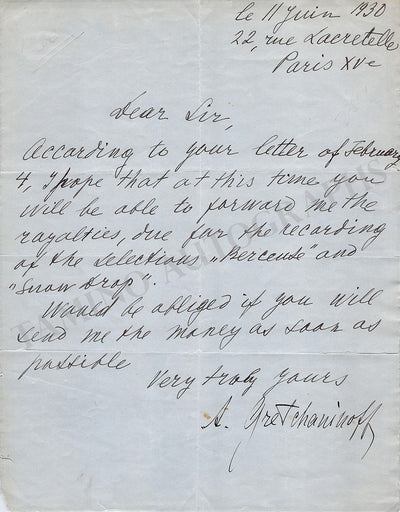 le 11 Juin 1930
22, rue Lacretelle
Paris XVe
Dear Sir,
According to your letter of February
4, I hope that at this time you
will be able to forward me the
royalties, due for the recording
of the selections „Berceuse" and
„Snow drop".
Would be obliged if you will
send me the money as soon as
possible
Very truly yours
A. Gretchaninoff
TAMINO AUTOGRAPHS